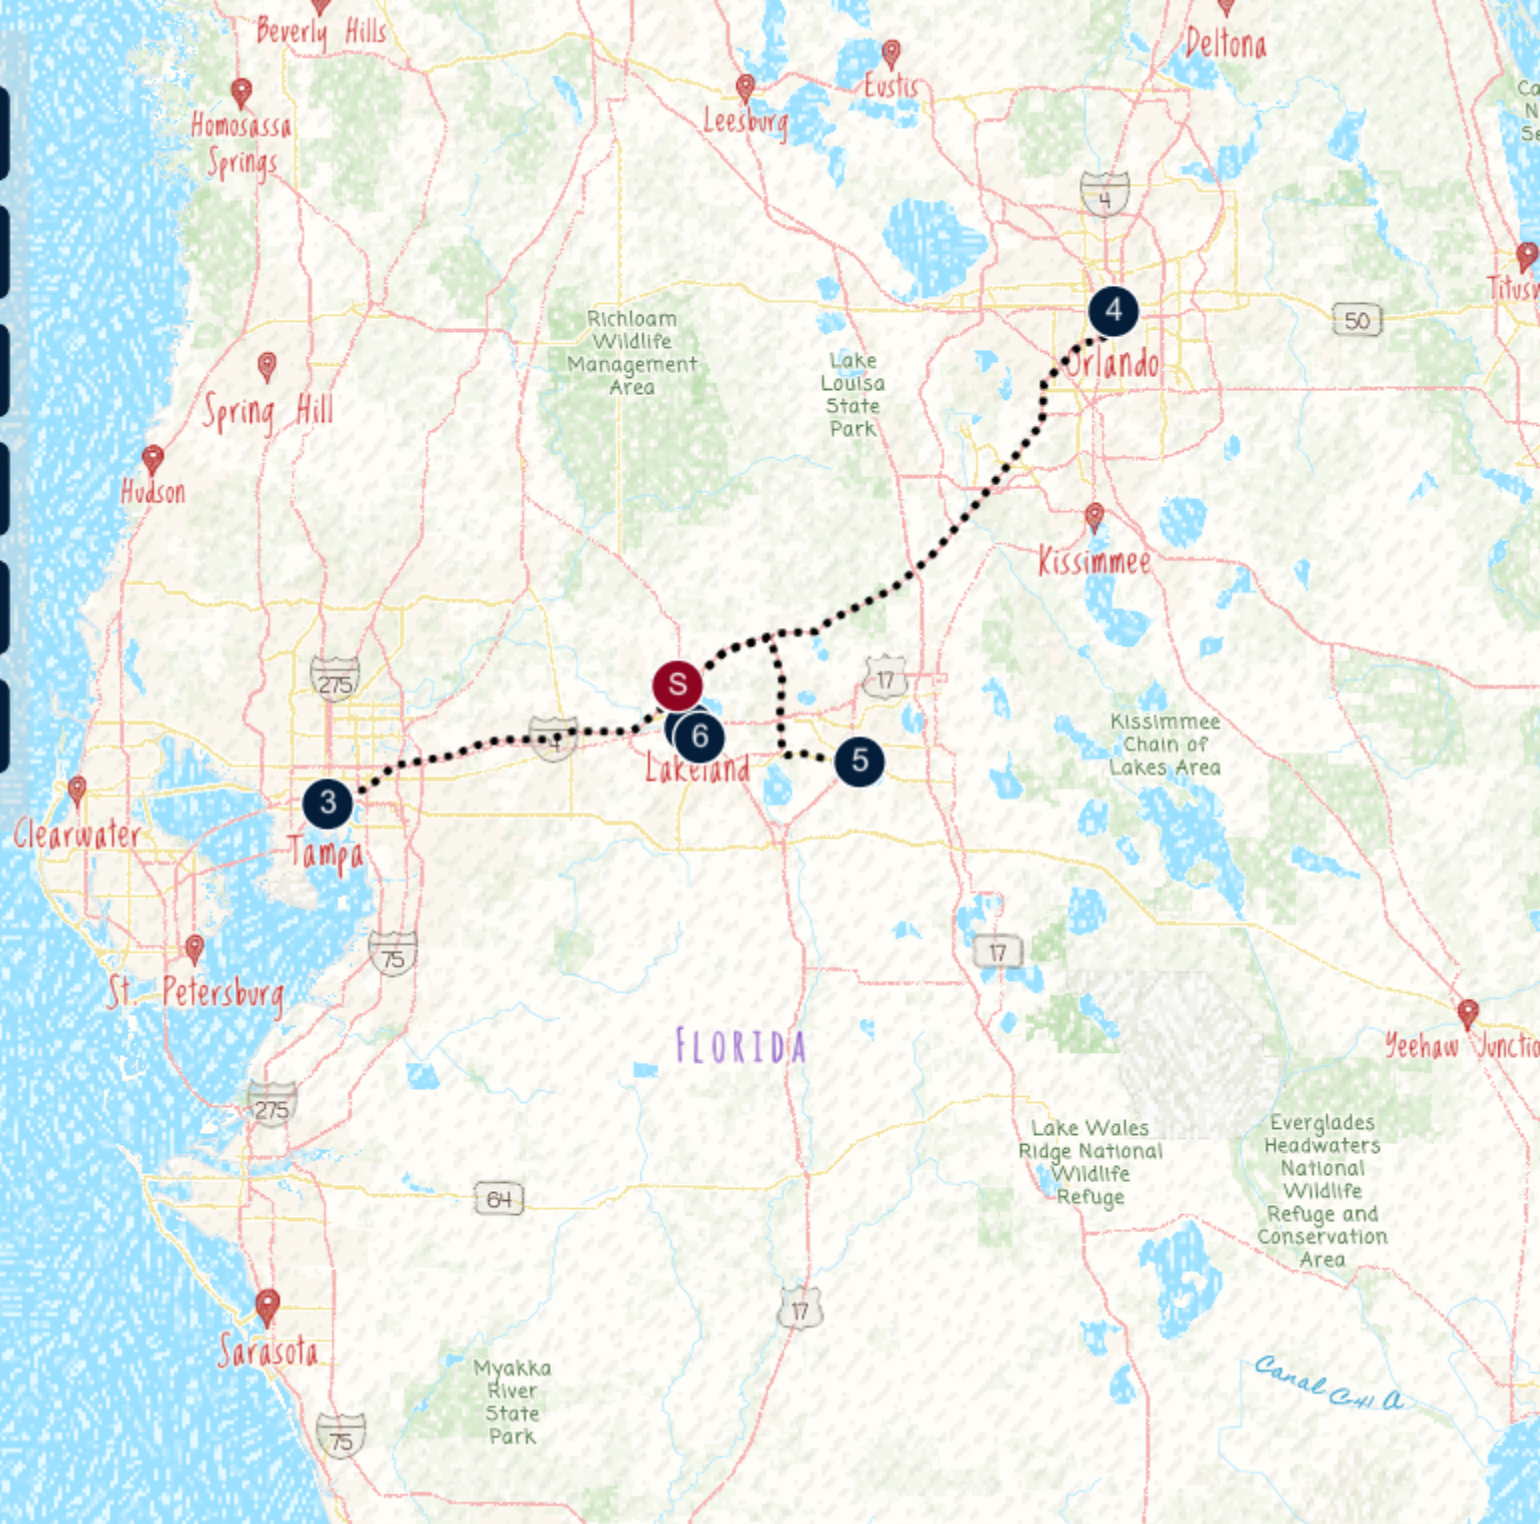 Beverly Hills
Deltona
Eustis
Homosassa
Springs
Leesburg
4
Titusv
4
50
Richloam
Wildlife
Management
Area
Lake
Louisa
State
Park
Orlando
Spring Hill
Hudson
Kissimmee
275
S
17
4
6
Lakeland
5
Kissimmee
Chain of
Lakes Area
3
Tampa
Clearwater
75
17
St. Petersburg
FLORIDA
Yeehaw Junctio
275
Lake Wales
Ridge National
Wildlife
Refuge
Everglades
Headwaters
National
Wildlife
Refuge and
Conservation
Area
64
17
Sarasota
Myakka
River
State
Park
Canal C-41 A
75